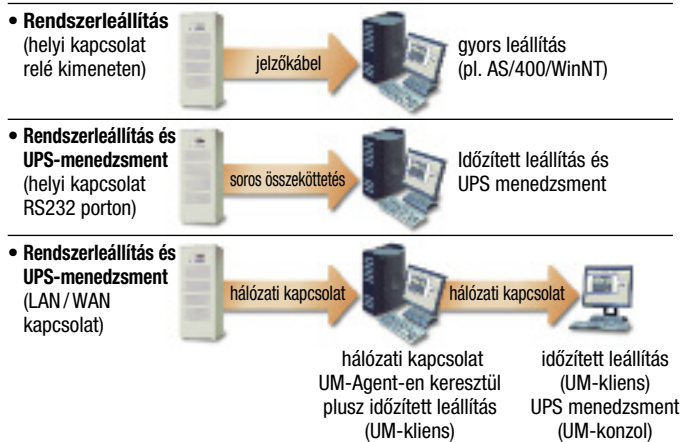 • Rendszerleállítás
(helyi kapcsolat
relé kimeneten)
jelzőkábel
gyors leállítás
(pl. AS/400/WinNT)
• Rendszerleállítás és
UPS-menedzsment
(helyi kapcsolat
RS232 porton)
soros összeköttetés
Időzített leállítás és
UPS menedzsment
• Rendszerleállítás és
UPS-menedzsment
(LAN/WAN
kapcsolat)
hálózati kapcsolat
hálózati kapcsolat
hálózati kapcsolat
UM-Agent-en keresztül
plusz időzített leállítás
(UM-kliens)
időzített leállítás
(UM-kliens)
UPS menedzsment
(UM-konzol)